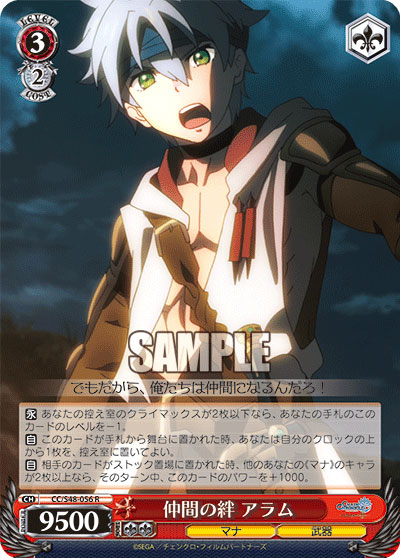 LEVEL
3
2
COST
SAMPLE
でもだから、俺たちは仲間になるんだろ！
永 あなたの控え室のクライマックスが2枚以下なら、あなたの手札のこのカードのレベルを－1。
自 このカードが手札から舞台に置かれた時、あなたは自分のクロックの上から1枚を、控え室に置いてよい。
自 相手のカードがストック置場に置かれた時、他のあなたの《マナ》のキャラが2枚以上なら、そのターン中、このカードのパワーを＋1000。
CH
CC/S48-056 R
POWER
9500
仲間の絆 アラム
マナ
武器
©SEGA ／チェンクロ・フィルムパートナーズ